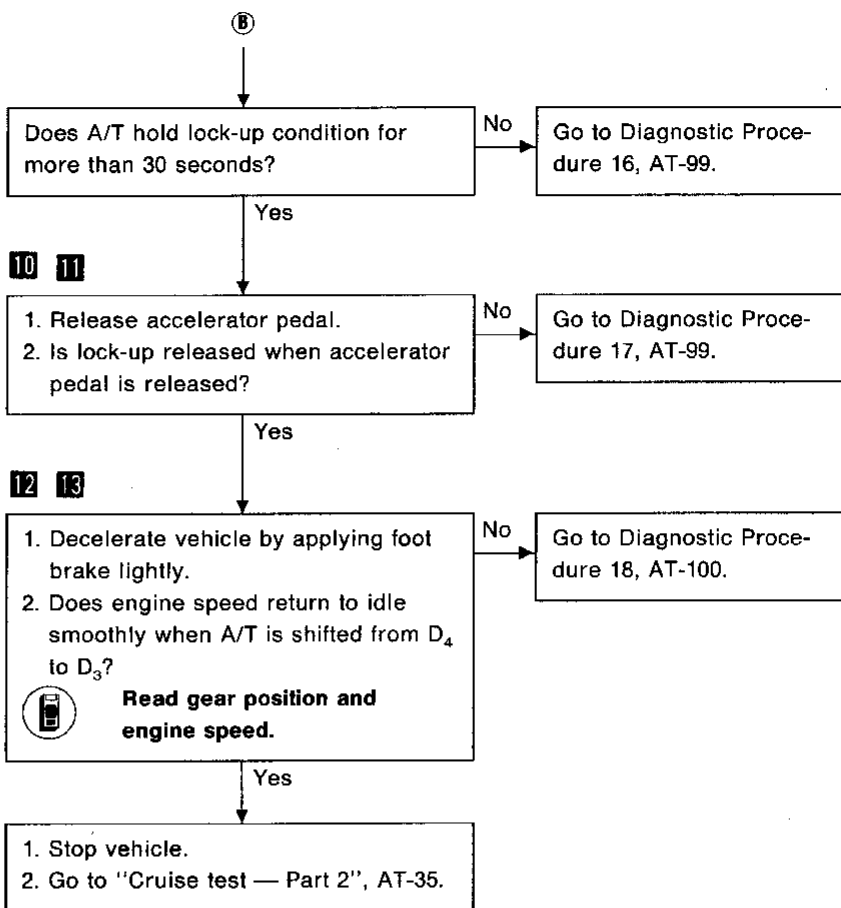 B
Does A/T hold lock-up condition for
more than 30 seconds?
No
Go to Diagnostic Proce-
dure 16, AT-99.
Yes
10 11
1. Release accelerator pedal.
2. Is lock-up released when accelerator
pedal is released?
No
Go to Diagnostic Proce-
dure 17, AT-99.
Yes
12 13
1. Decelerate vehicle by applying foot
brake lightly.
2. Does engine speed return to idle
smoothly when A/T is shifted from D₄
to D₃?
Read gear position and
engine speed.
No
Go to Diagnostic Proce-
dure 18, AT-100.
Yes
1. Stop vehicle.
2. Go to "Cruise test — Part 2", AT-35.